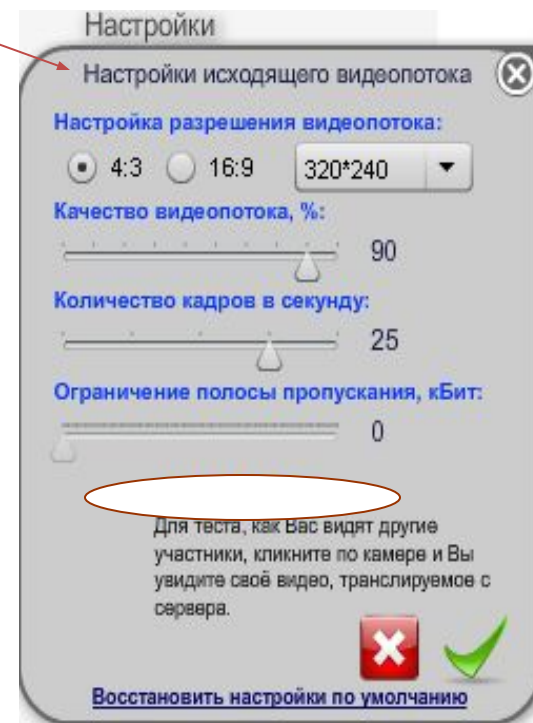 Настройки
Настройки исходящего видеопотока
Настройка разрешения видеопотока:
4:3 16:9 320*240
Качество видеопотока, %:
90
Количество кадров в секунду:
25
Ограничение полосы пропускания, кБит:
0
Для теста, как Вас видят другие
участники, кликните по камере и Вы
увидите своё видео, транслируемое с
сервера.
Восстановить настройки по умолчанию